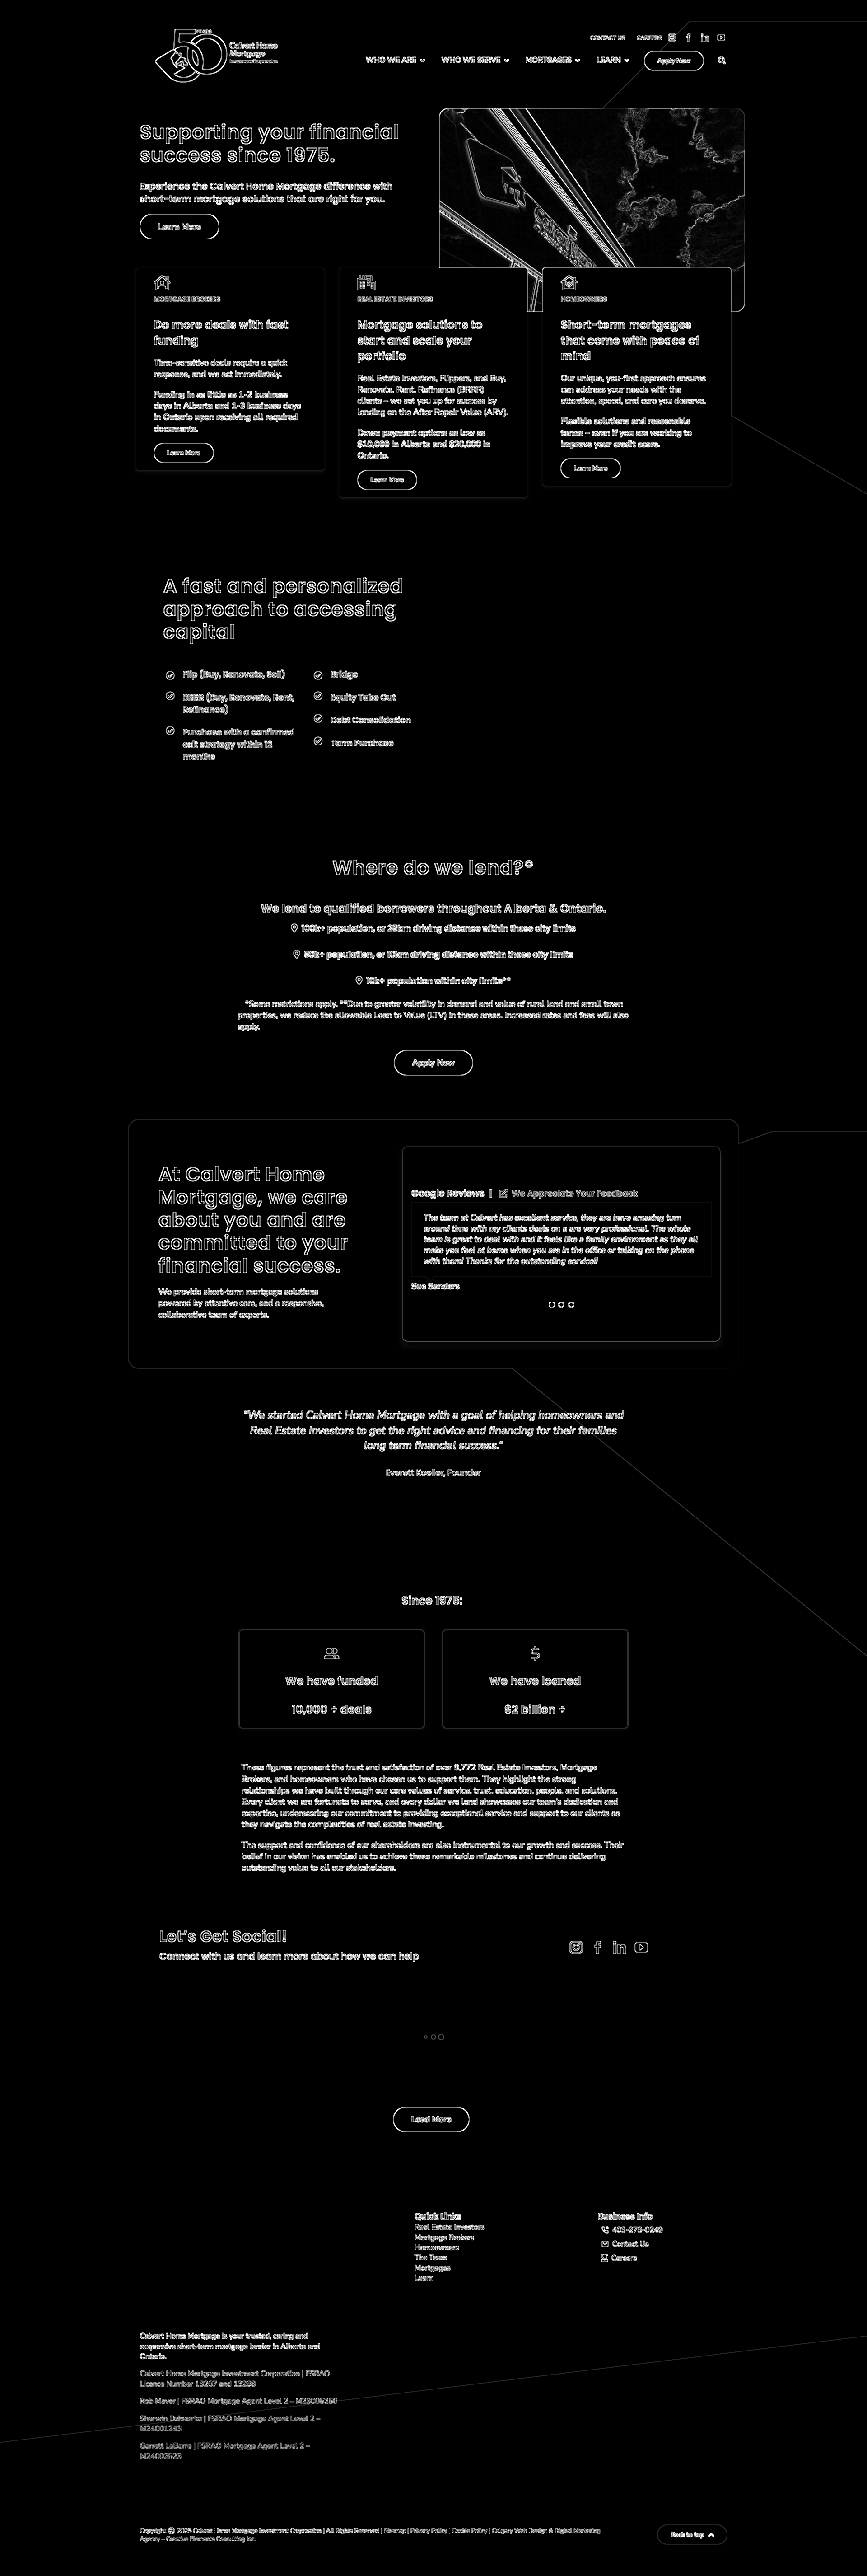 50 YEARS
Calvert Home
Mortgage
Investment Corporation
CONTACT US
CAREERS
WHO WE ARE
WHO WE SERVE
MORTGAGES
LEARN
Apply Now
Supporting your financial
success since 1975.
Experience the Calvert Home Mortgage difference with
short-term mortgage solutions that are right for you.
Learn More
MORTGAGE BROKERS
Do more deals with fast
funding
Time-sensitive deals require a quick
response, and we act immediately.
Funding in as little as 1-2 business
days in Alberta and 1-3 business days
in Ontario upon receiving all required
documents.
Learn More
REAL ESTATE INVESTORS
Mortgage solutions to
start and scale your
portfolio
Real Estate Investors, Flippers, and Buy,
Renovate, Rent, Refinance (BRRR)
clients – we set you up for success by
lending on the After Repair Value (ARV).
Down payment options as low as
$10,000 in Alberta and $20,000 in
Ontario.
Learn More
HOMEOWNERS
Short-term mortgages
that come with peace of
mind
Our unique, you-first approach ensures
can address your needs with the
attention, speed, and care you deserve.
Flexible solutions and reasonable
terms – even if you are working to
improve your credit score.
Learn More
A fast and personalized
approach to accessing
capital
Flip (Buy, Renovate, Sell)
BRRR (Buy, Renovate, Rent,
Refinance)
Purchase with a confirmed
exit strategy within 12
months
Bridge
Equity Take Out
Debt Consolidation
Term Purchase
Where do we lend?*
We lend to qualified borrowers throughout Alberta & Ontario.
100k+ population, or 25km driving distance within these city limits
50k+ population, or 10km driving distance within these city limits
10k+ population within city limits**
*Some restrictions apply. **Due to greater volatility in demand and value of rural land and small town
properties, we reduce the allowable Loan to Value (LTV) in these areas. Increased rates and fees will also
apply.
Apply Now
At Calvert Home
Mortgage, we care
about you and are
committed to your
financial success.
We provide short-term mortgage solutions
powered by attentive care, and a responsive,
collaborative team of experts.
Google Reviews | We Appreciate Your Feedback
The team at Calvert has excellent service, they are have amazing turn
around time with my clients deals on a are very professional. The whole
team is great to deal with and it feels like a family environment as they all
make you feel at home when you are in the office or talking on the phone
with them! Thanks for the outstanding service!!
Sue Sanders
"We started Calvert Home Mortgage with a goal of helping homeowners and
Real Estate Investors to get the right advice and financing for their families
long term financial success."
Everett Koeller, Founder
Since 1975:
We have funded
10,000 + deals
We have loaned
$2 billion +
These figures represent the trust and satisfaction of over 9,772 Real Estate Investors, Mortgage
Brokers, and homeowners who have chosen us to support them. They highlight the strong
relationships we have built through our core values of service, trust, education, people, and solutions.
Every client we are fortunate to serve, and every dollar we lend showcases our team's dedication and
expertise, underscoring our commitment to providing exceptional service and support to our clients as
they navigate the complexities of real estate investing.
The support and confidence of our shareholders are also instrumental to our growth and success. Their
belief in our vision has enabled us to achieve these remarkable milestones and continue delivering
outstanding value to all our stakeholders.
Let's Get Social!
Connect with us and learn more about how we can help
Load More
Quick Links
Real Estate Investors
Mortgage Brokers
Homeowners
The Team
Mortgages
Learn
Business Info
403-278-0249
Contact Us
Careers
Calvert Home Mortgage is your trusted, caring and
responsive short-term mortgage lender in Alberta and
Ontario.
Calvert Home Mortgage Investment Corporation | FSRAO
Licence Number 13267 and 13268
Rob Mayer | FSRAO Mortgage Agent Level 2 – M23005256
Sherwin Dziwenka | FSRAO Mortgage Agent Level 2 –
M24001243
Garrett LaBarre | FSRAO Mortgage Agent Level 2 –
M24002523
Copyright © 2025 Calvert Home Mortgage Investment Corporation | All Rights Reserved | Sitemap | Privacy Policy | Cookie Policy | Calgary Web Design & Digital Marketing
Agency – Creative Elements Consulting Inc.
Back to top